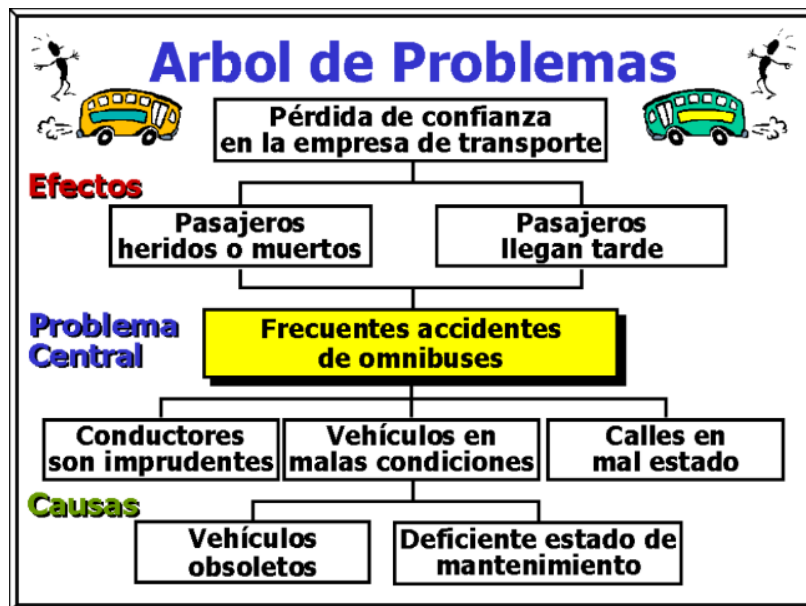 Arbol de Problemas
Pérdida de confianza
en la empresa de transporte
Efectos
Pasajeros
heridos o muertos
Pasajeros
llegan tarde
Problema
Central
Frecuentes accidentes
de omnibuses
Conductores
son imprudentes
Vehículos en
malas condiciones
Calles en
mal estado
Causas
Vehículos
obsoletos
Deficiente estado de
mantenimiento